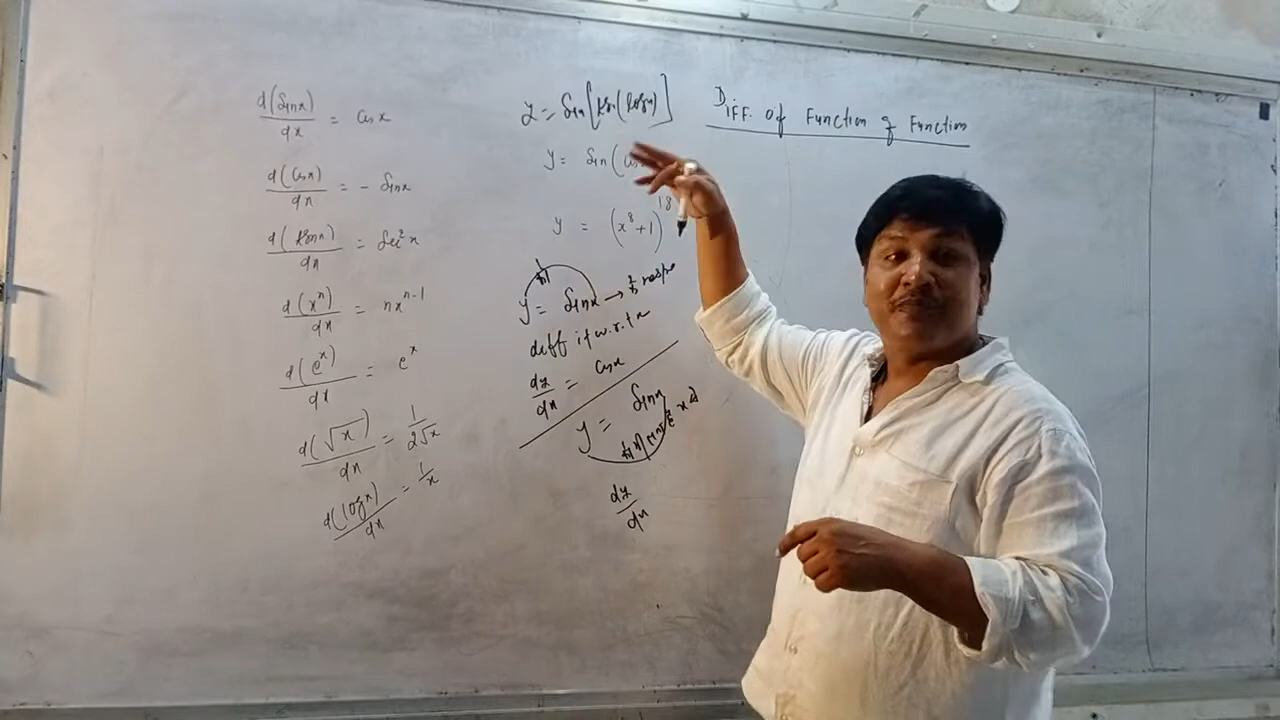 d(Sinx)/dx = Cosx
d(Cosx)/dx = - Sinx
d(tanx)/dx = Sec²x
d(xⁿ)/dx = nxⁿ⁻¹
d(eˣ)/dx = eˣ
d(√x)/dx = 1/2√x
d(logx)/dx = 1/x
y = Sin[tan(logx)]
y = Sin(
y = (x⁸+1)¹⁸
y = Sinx →
diff it w.r.t x
dy/dx = Cosx
y = Sinx
dy/dx
DIFF. Of Function of Function